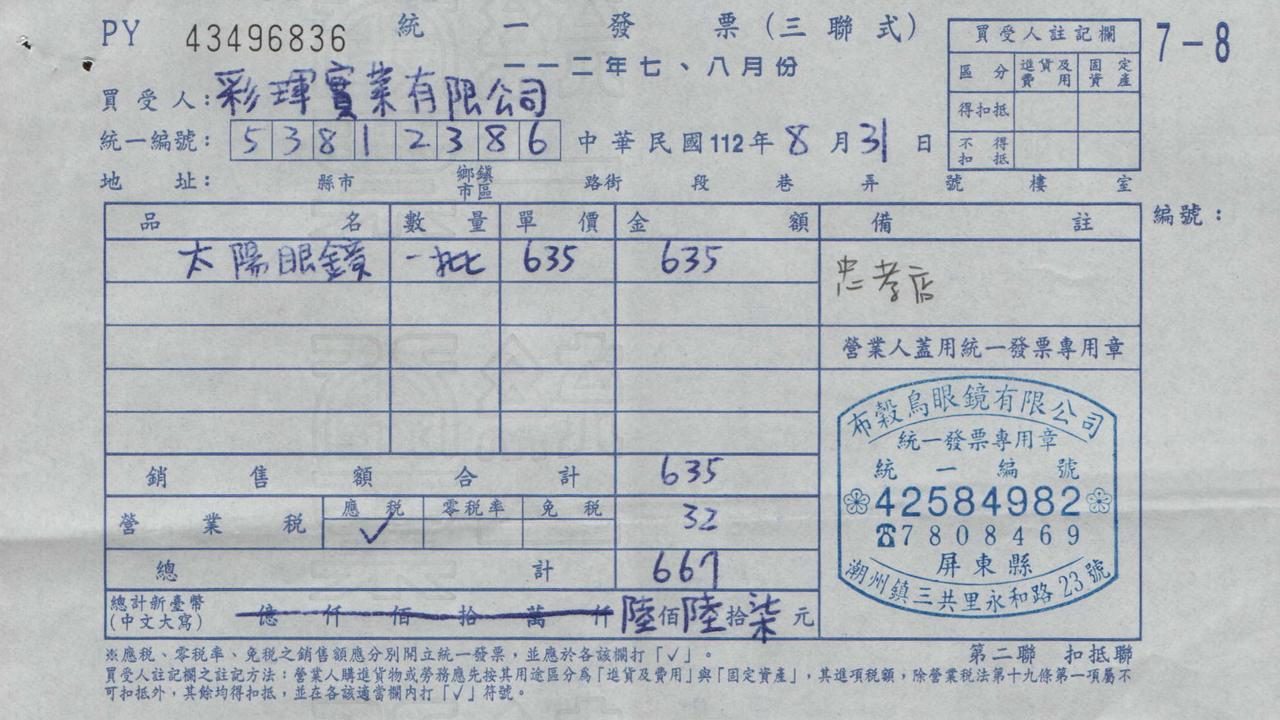 PY 43496836 統一發票(三聯式)
一一二年七、八月份
7-8
買受人註記欄
區分 進貨及費用 固定資產
得扣抵
不得扣抵
買受人:彩琿實業有限公司
統一編號:53812386 中華民國112年8月31日
地址: 縣市 鄉鎮市區 路街 段 巷 弄 號 樓 室
編號:
品名 數量 單價 金額 備註
太陽眼鏡 一批 635 635 忠孝店
營業人蓋用統一發票專用章
布穀鳥眼鏡有限公司
統一發票專用章
統一編號
42584982
☎7808469
屏東縣
潮州鎮三共里永和路23號
銷售額合計 635
營業稅 應稅 零稅率 免稅
✓ 32
總計 667
總計新臺幣(中文大寫) 億仟佰拾萬仟陸佰陸拾柒元
※應稅、零稅率、免稅之銷售額應分別開立統一發票,並應於各該欄打「✓」。
第二聯 扣抵聯
買受人註記欄之註記方法:營業人購進貨物或勞務應先按其用途區分為「進貨及費用」與「固定資產」,其進項稅額,除營業稅法第十九條第一項屬不
可扣抵外,其餘均得扣抵,並在各該適當欄內打「✓」符號。